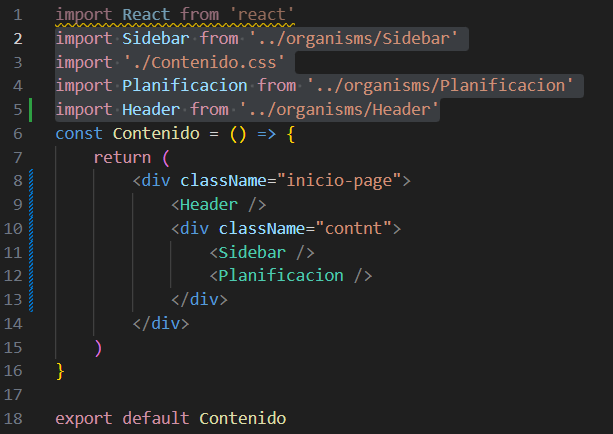 1 import React from 'react'
2 import Sidebar from '../organisms/Sidebar'
3 import './Contenido.css'
4 import Planificacion from '../organisms/Planificacion'
5 import Header from '../organisms/Header'
6 const Contenido = () => {
7     return (
8         <div className="inicio-page">
9             <Header />
10             <div className="contnt">
11                 <Sidebar />
12                 <Planificacion />
13             </div>
14         </div>
15     )
16 }
17
18 export default Contenido